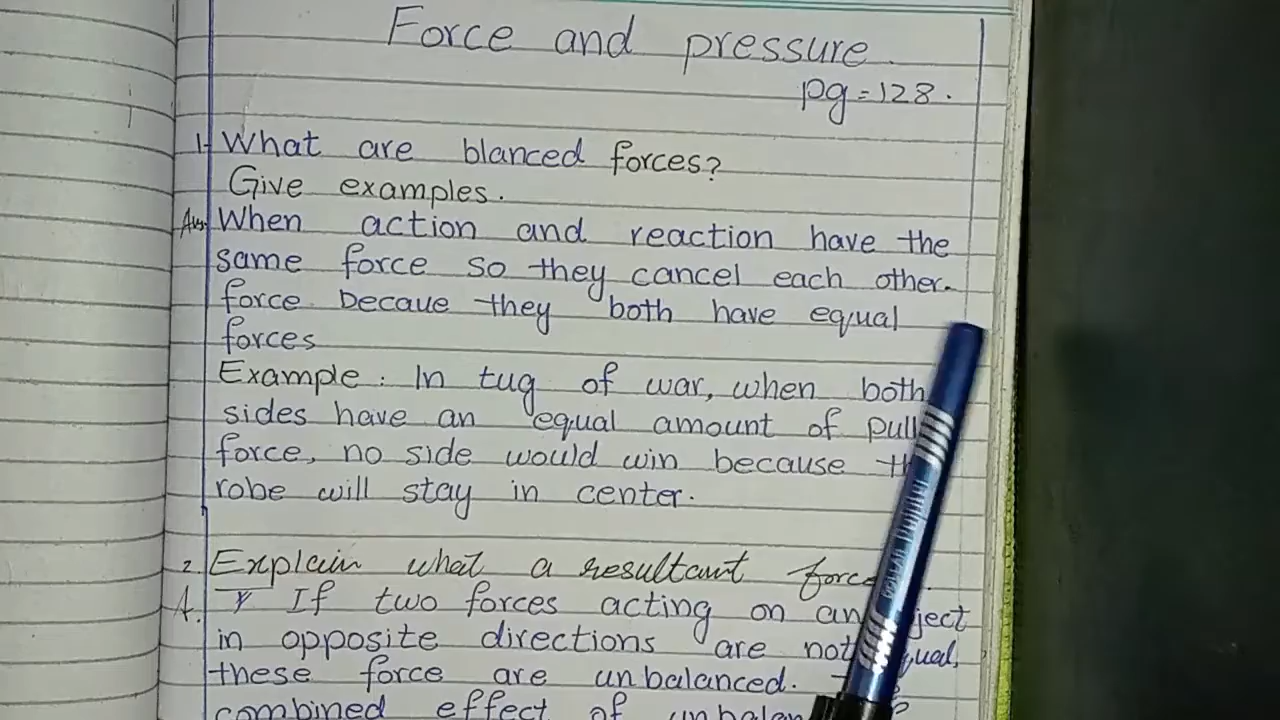 Force and pressure
pg=128.
1. What are blanced forces?
Give examples.
Ans. When action and reaction have the
same force so they cancel each other.
force becaue they both have equal
forces
Example: In tug of war, when both
sides have an equal amount of pull
force, no side would win because
robe will stay in center.
2. Explain what a resultant
A. If two forces acting on an
in opposite directions are not
these force are unbalanced.
combined effect of